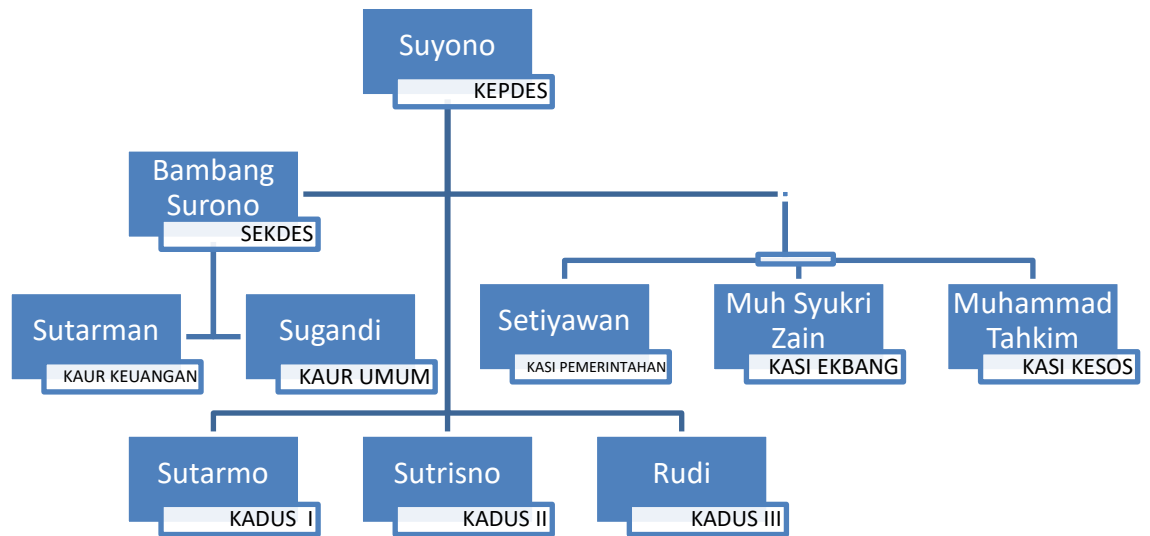 Suyono
KEPDES
Bambang
Surono
SEKDES
Sutarman
KAUR KEUANGAN
Sugandi
KAUR UMUM
Setiyawan
KASI PEMERINTAHAN
Muh Syukri
Zain
KASI EKBANG
Muhammad
Tahkim
KASI KESOS
Sutarmo
KADUS I
Sutrisno
KADUS II
Rudi
KADUS III